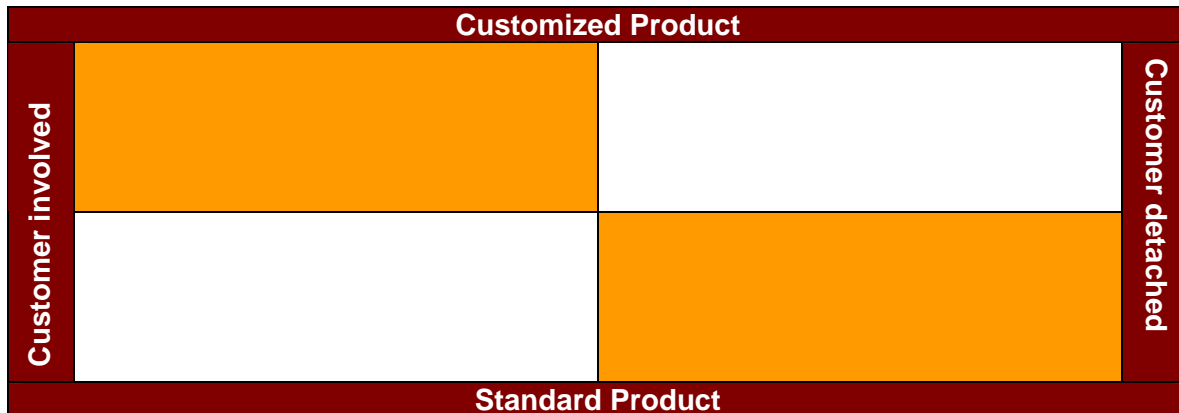 Customized Product
Customer involved
Customer detached
Standard Product